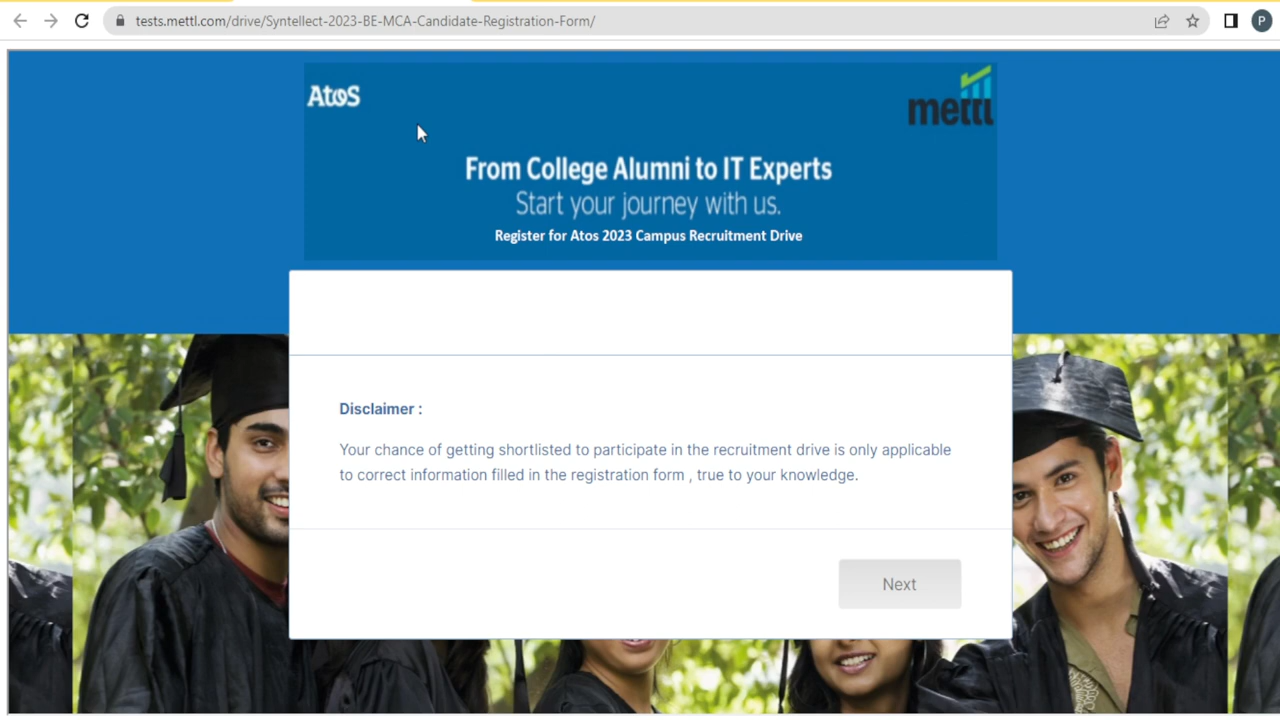 tests.mettl.com/drive/Syntellect-2023-BE-MCA-Candidate-Registration-Form/
P
Atos
mettl
From College Alumni to IT Experts
Start your journey with us.
Register for Atos 2023 Campus Recruitment Drive
Disclaimer :
Your chance of getting shortlisted to participate in the recruitment drive is only applicable
to correct information filled in the registration form , true to your knowledge.
Next